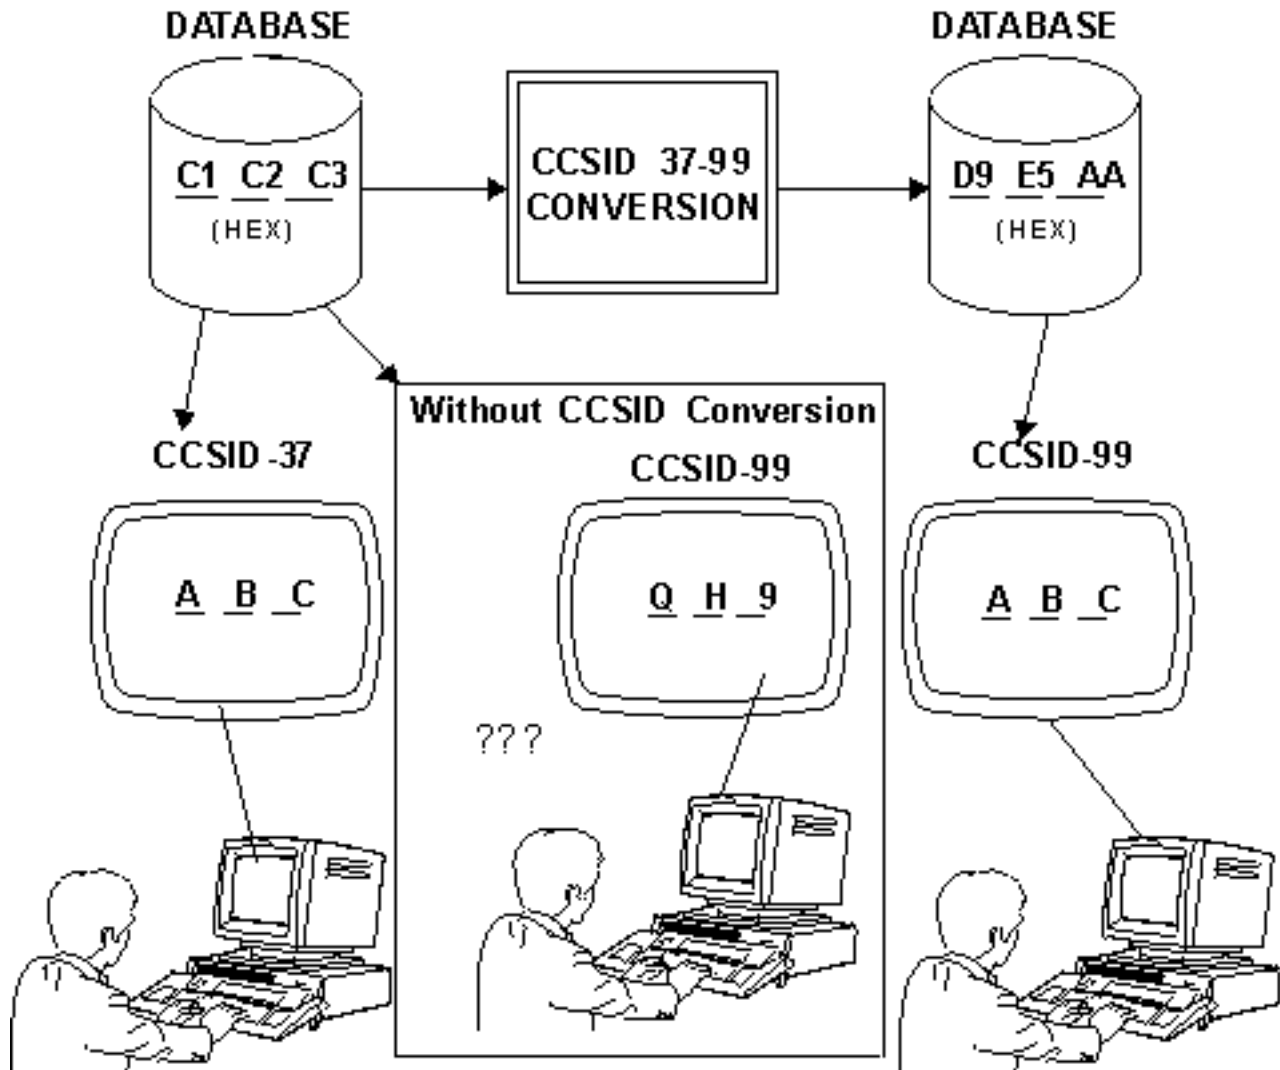 DATABASE
DATABASE
C1 C2 C3
(HEX)
CCSID 37-99
CONVERSION
D9 E5 AA
(HEX)
Without CCSID Conversion
CCSID-37
CCSID-99
CCSID-99
A B C
Q H 9
A B C
???